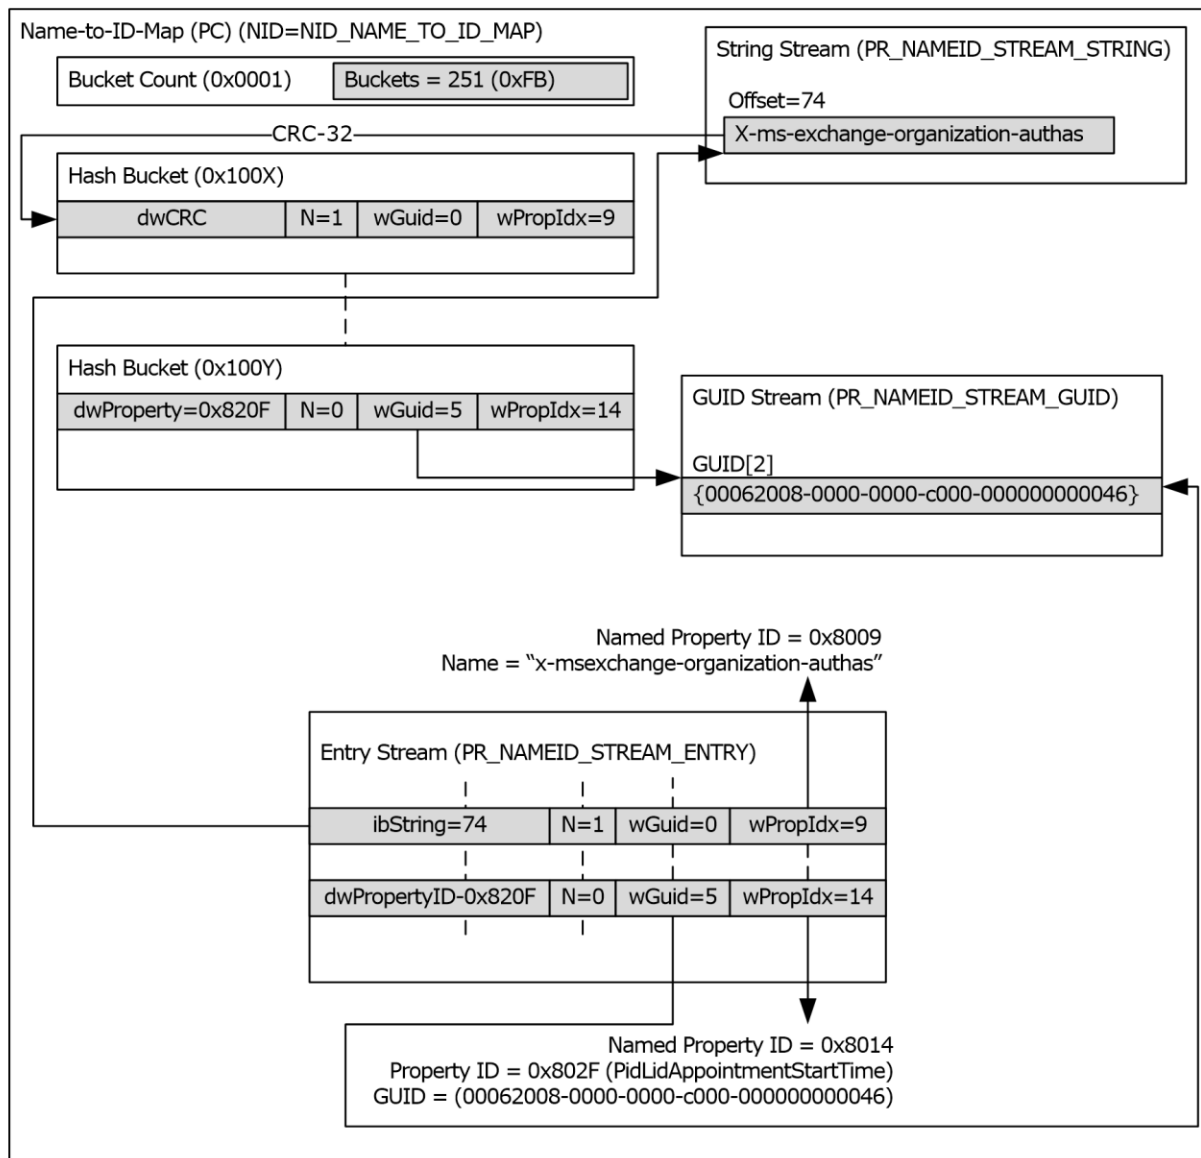 Name-to-ID-Map (PC) (NID=NID_NAME_TO_ID_MAP)
Bucket Count (0x0001)
Buckets = 251 (0xFB)
String Stream (PR_NAMEID_STREAM_STRING)
Offset=74
X-ms-exchange-organization-authas
CRC-32
Hash Bucket (0x100X)
dwCRC
N=1
wGuid=0
wPropIdx=9
Hash Bucket (0x100Y)
dwProperty=0x820F
N=0
wGuid=5
wPropIdx=14
GUID Stream (PR_NAMEID_STREAM_GUID)
GUID[2]
{00062008-0000-0000-c000-000000000046}
Named Property ID = 0x8009
Name = “x-msexchange-organization-authas”
Entry Stream (PR_NAMEID_STREAM_ENTRY)
ibString=74
N=1
wGuid=0
wPropIdx=9
dwPropertyID-0x820F
N=0
wGuid=5
wPropIdx=14
Named Property ID = 0x8014
Property ID = 0x802F (PidLidAppointmentStartTime)
GUID = (00062008-0000-0000-c000-000000000046)